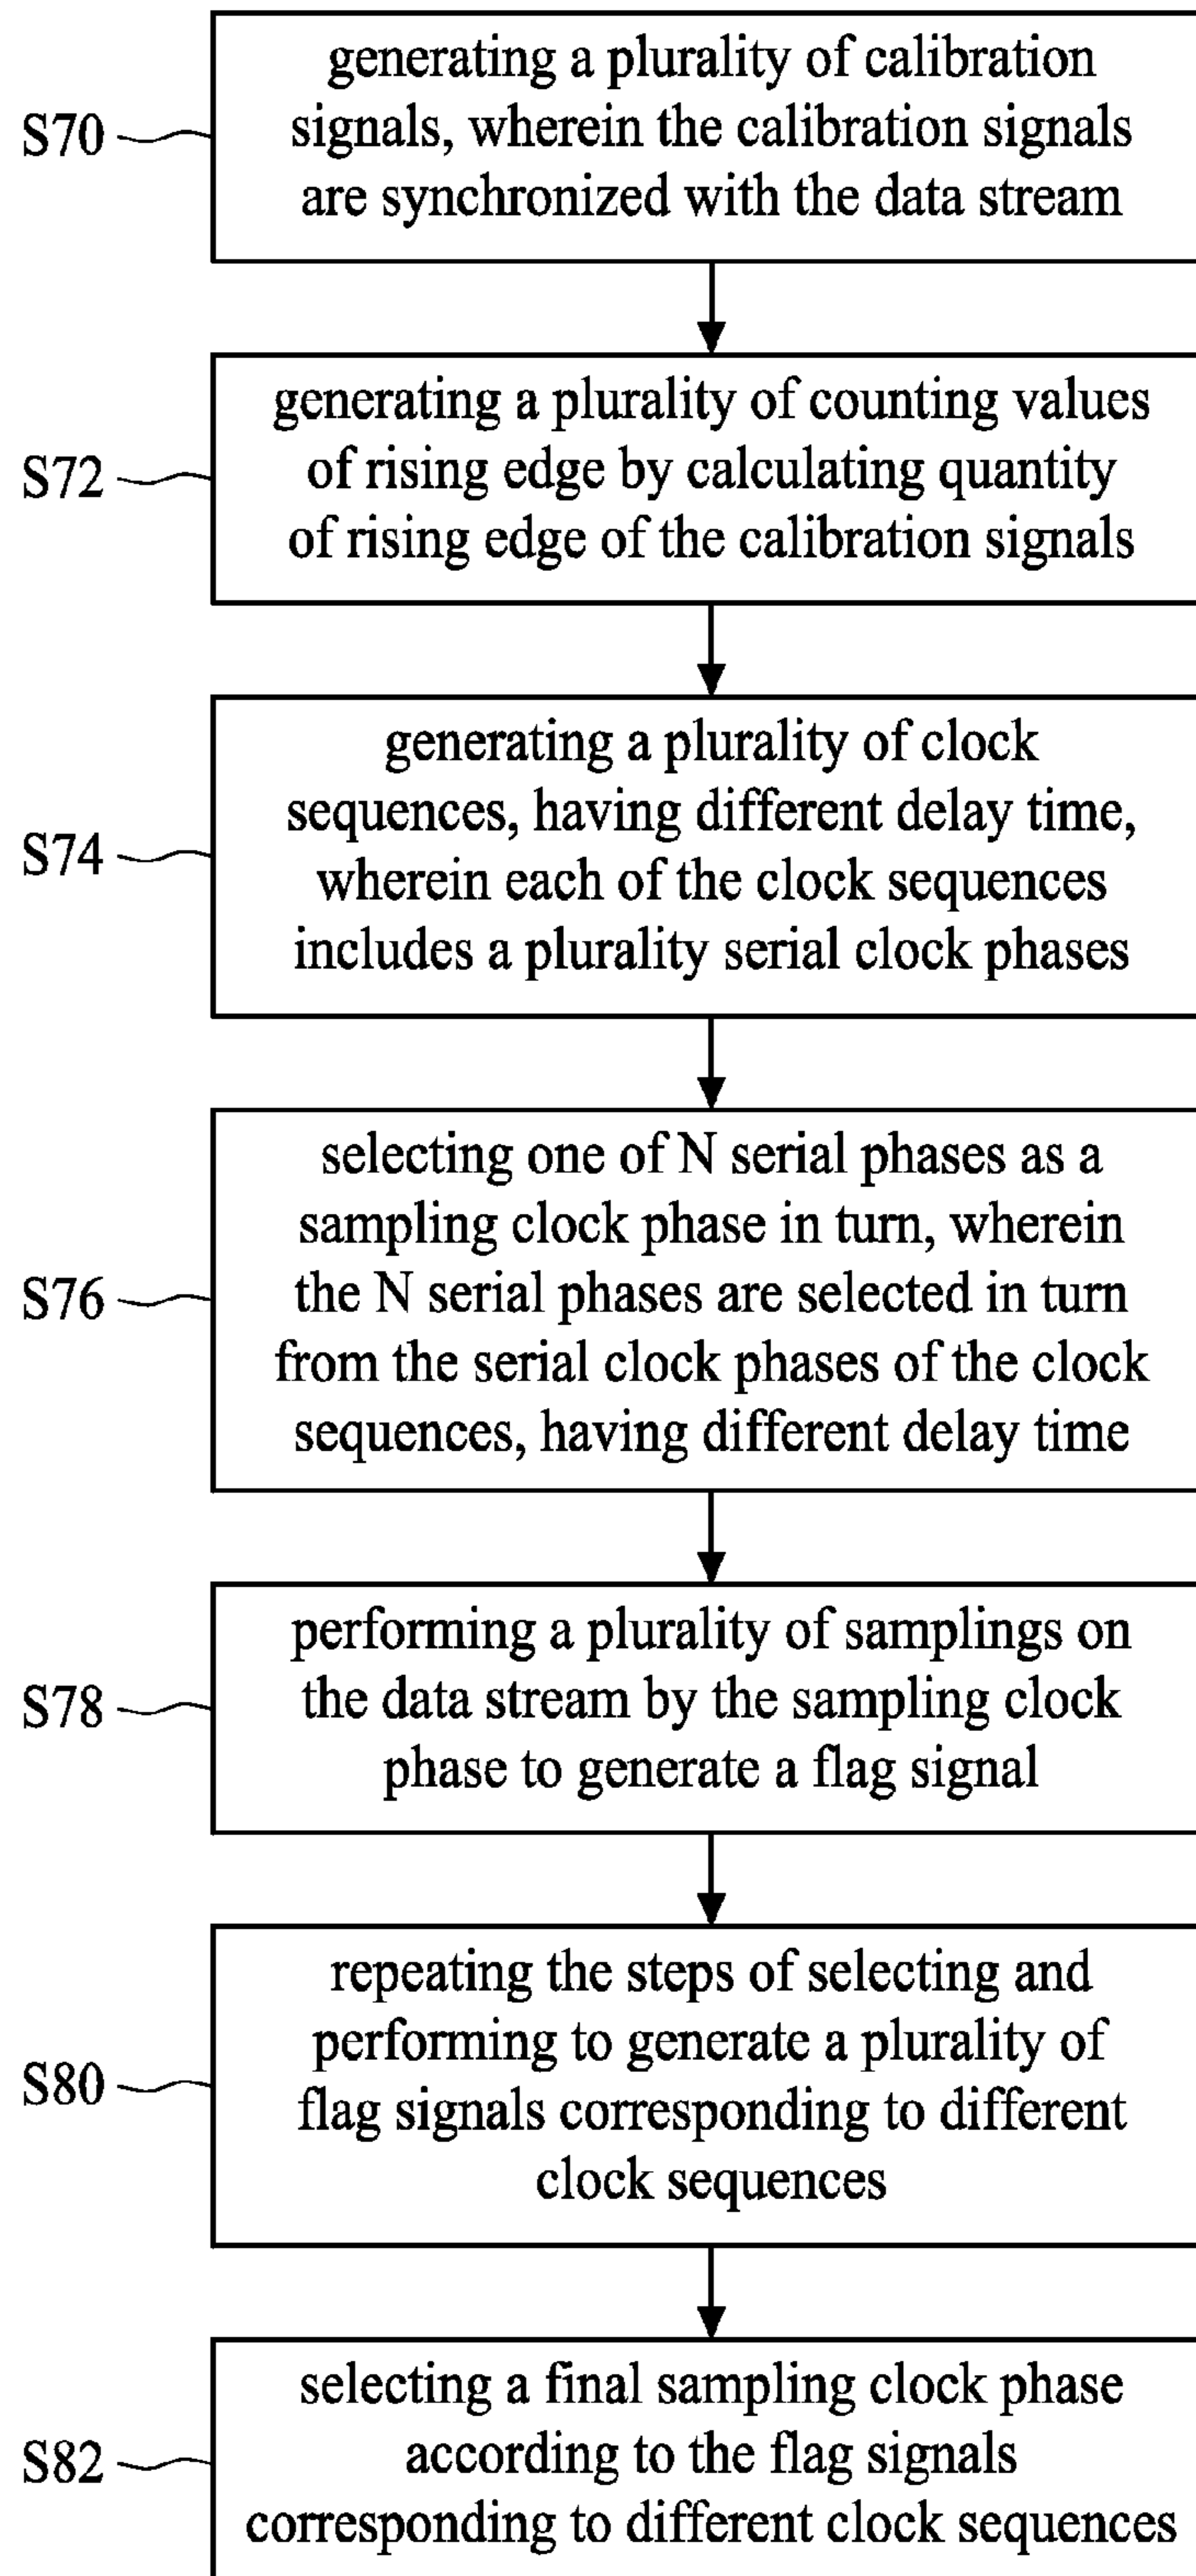 S70
generating a plurality of calibration
signals, wherein the calibration signals
are synchronized with the data stream
S72
generating a plurality of counting values
of rising edge by calculating quantity
of rising edge of the calibration signals
S74
generating a plurality of clock
sequences, having different delay time,
wherein each of the clock sequences
includes a plurality serial clock phases
S76
selecting one of N serial phases as a
sampling clock phase in turn, wherein
the N serial phases are selected in turn
from the serial clock phases of the clock
sequences, having different delay time
S78
performing a plurality of samplings on
the data stream by the sampling clock
phase to generate a flag signal
S80
repeating the steps of selecting and
performing to generate a plurality of
flag signals corresponding to different
clock sequences
S82
selecting a final sampling clock phase
according to the flag signals
corresponding to different clock sequences